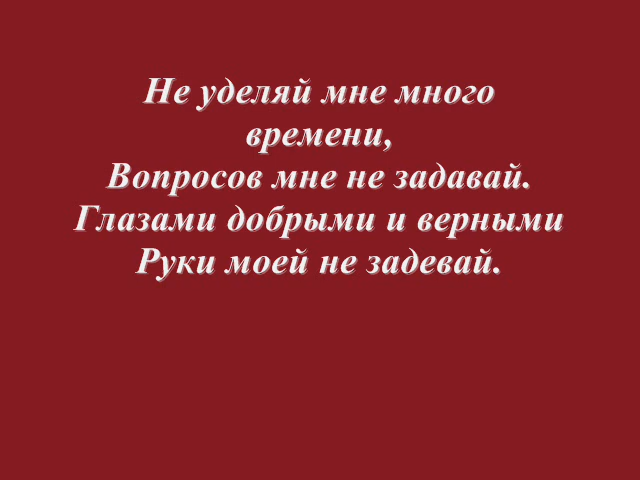 Не уделяй мне много
времени,
Вопросов мне не задавай.
Глазами добрыми и верными
Руки моей не задевай.